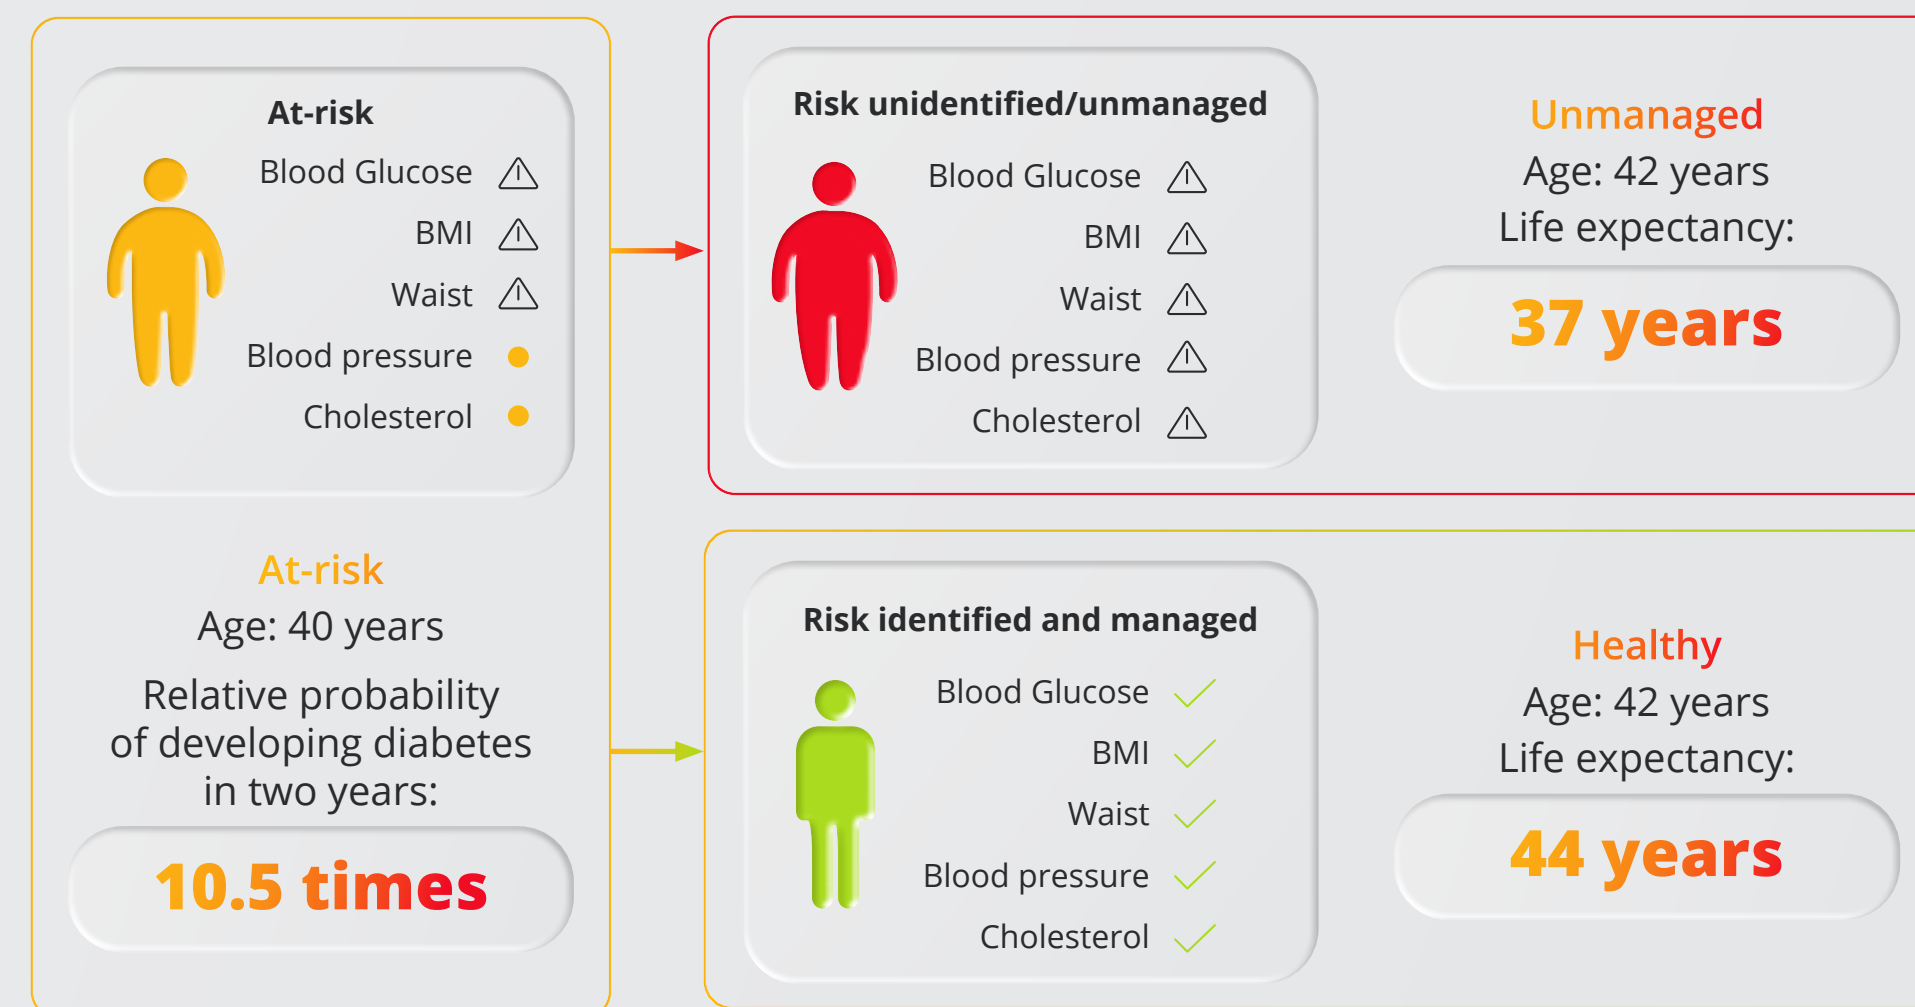 At-risk
Blood Glucose
BMI
Waist
Blood pressure
Cholesterol
At-risk
Age: 40 years
Relative probability
of developing diabetes
in two years:
10.5 times
Risk unidentified/unmanaged
Blood Glucose
BMI
Waist
Blood pressure
Cholesterol
Unmanaged
Age: 42 years
Life expectancy:
37 years
Risk identified and managed
Blood Glucose
BMI
Waist
Blood pressure
Cholesterol
Healthy
Age: 42 years
Life expectancy:
44 years